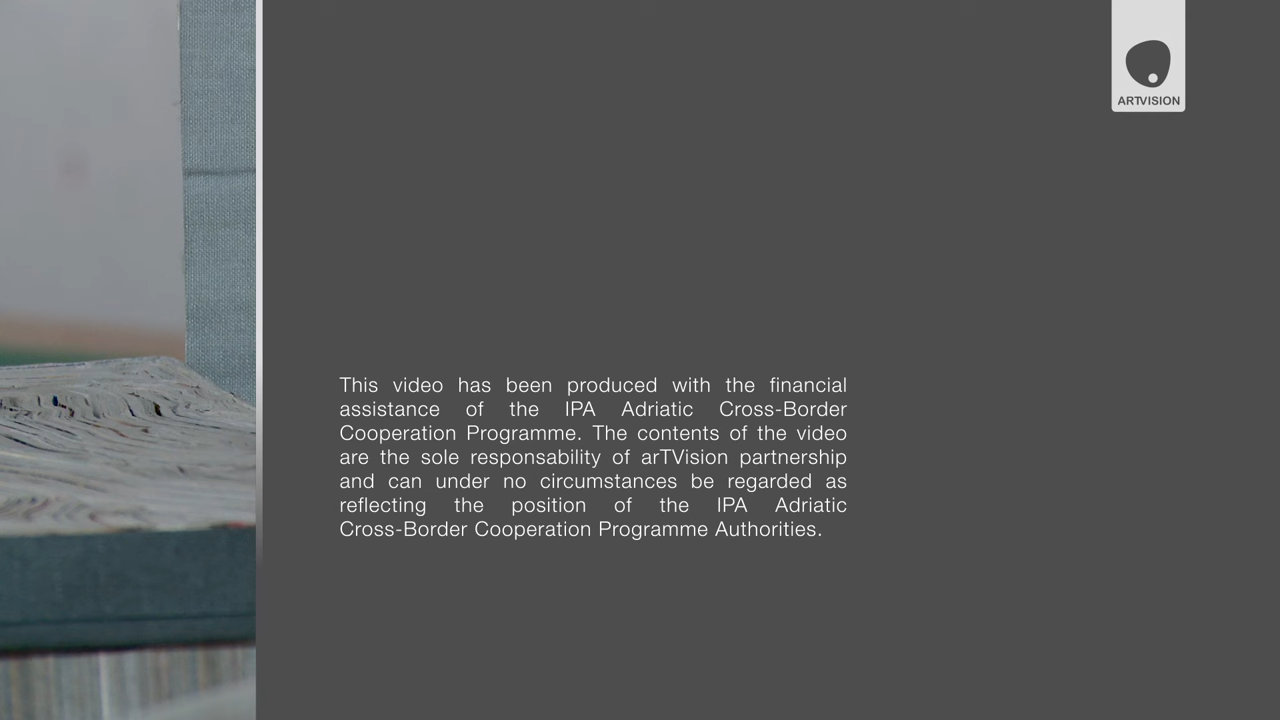 ARTVISION
This video has been produced with the financial
assistance of the IPA Adriatic Cross-Border
Cooperation Programme. The contents of the video
are the sole responsability of arTVision partnership
and can under no circumstances be regarded as
reflecting the position of the IPA Adriatic
Cross-Border Cooperation Programme Authorities.